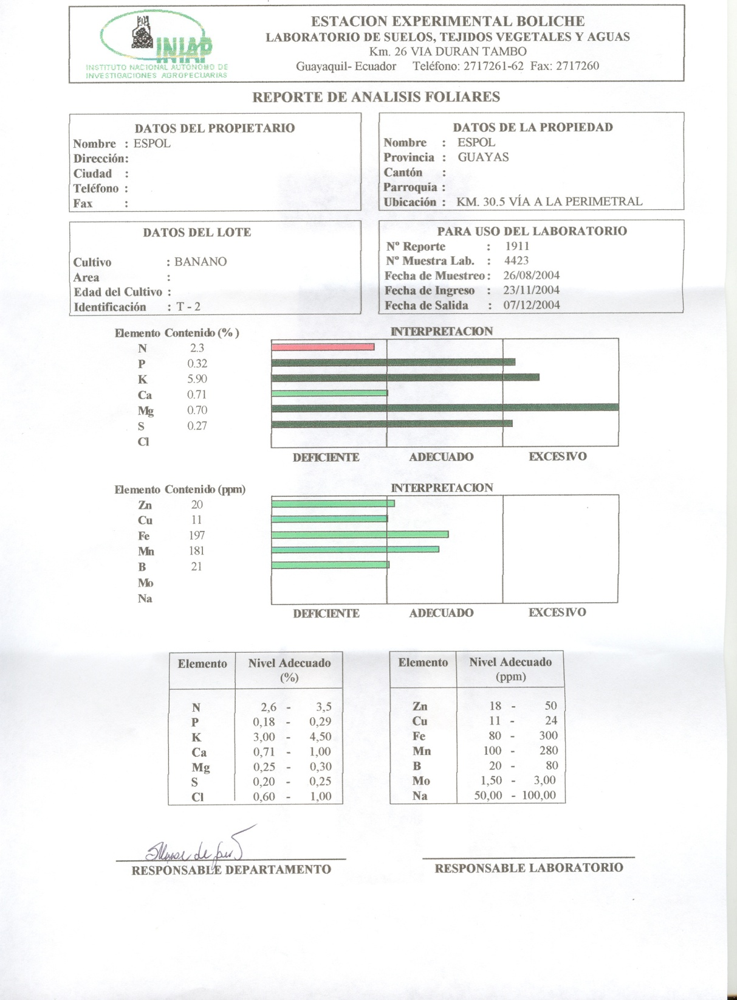 INIAP
INSTITUTO NACIONAL AUTONOMO DE
INVESTIGACIONES AGROPECUARIAS
ESTACION EXPERIMENTAL BOLICHE
LABORATORIO DE SUELOS, TEJIDOS VEGETALES Y AGUAS
Km. 26 VIA DURAN TAMBO
Guayaquil- Ecuador Teléfono: 2717261-62 Fax: 2717260
REPORTE DE ANALISIS FOLIARES
DATOS DEL PROPIETARIO
Nombre : ESPOL
Dirección:
Ciudad :
Teléfono :
Fax :
DATOS DE LA PROPIEDAD
Nombre : ESPOL
Provincia : GUAYAS
Cantón :
Parroquia :
Ubicación : KM. 30.5 VÍA A LA PERIMETRAL
DATOS DEL LOTE
Cultivo : BANANO
Area :
Edad del Cultivo :
Identificación : T - 2
PARA USO DEL LABORATORIO
Nº Reporte : 1911
Nº Muestra Lab. : 4423
Fecha de Muestreo : 26/08/2004
Fecha de Ingreso : 23/11/2004
Fecha de Salida : 07/12/2004
Elemento Contenido (% ) INTERPRETACION
N 2.3
P 0.32
K 5.90
Ca 0.71
Mg 0.70
S 0.27
Cl
DEFICIENTE ADECUADO EXCESIVO
Elemento Contenido (ppm) INTERPRETACION
Zn 20
Cu 11
Fe 197
Mn 181
B 21
Mo
Na
DEFICIENTE ADECUADO EXCESIVO
Elemento Nivel Adecuado
(%)
N 2,6 - 3,5
P 0,18 - 0,29
K 3,00 - 4,50
Ca 0,71 - 1,00
Mg 0,25 - 0,30
S 0,20 - 0,25
Cl 0,60 - 1,00
Elemento Nivel Adecuado
(ppm)
Zn 18 - 50
Cu 11 - 24
Fe 80 - 300
Mn 100 - 280
B 20 - 80
Mo 1,50 - 3,00
Na 50,00 - 100,00
RESPONSABLE DEPARTAMENTO
RESPONSABLE LABORATORIO